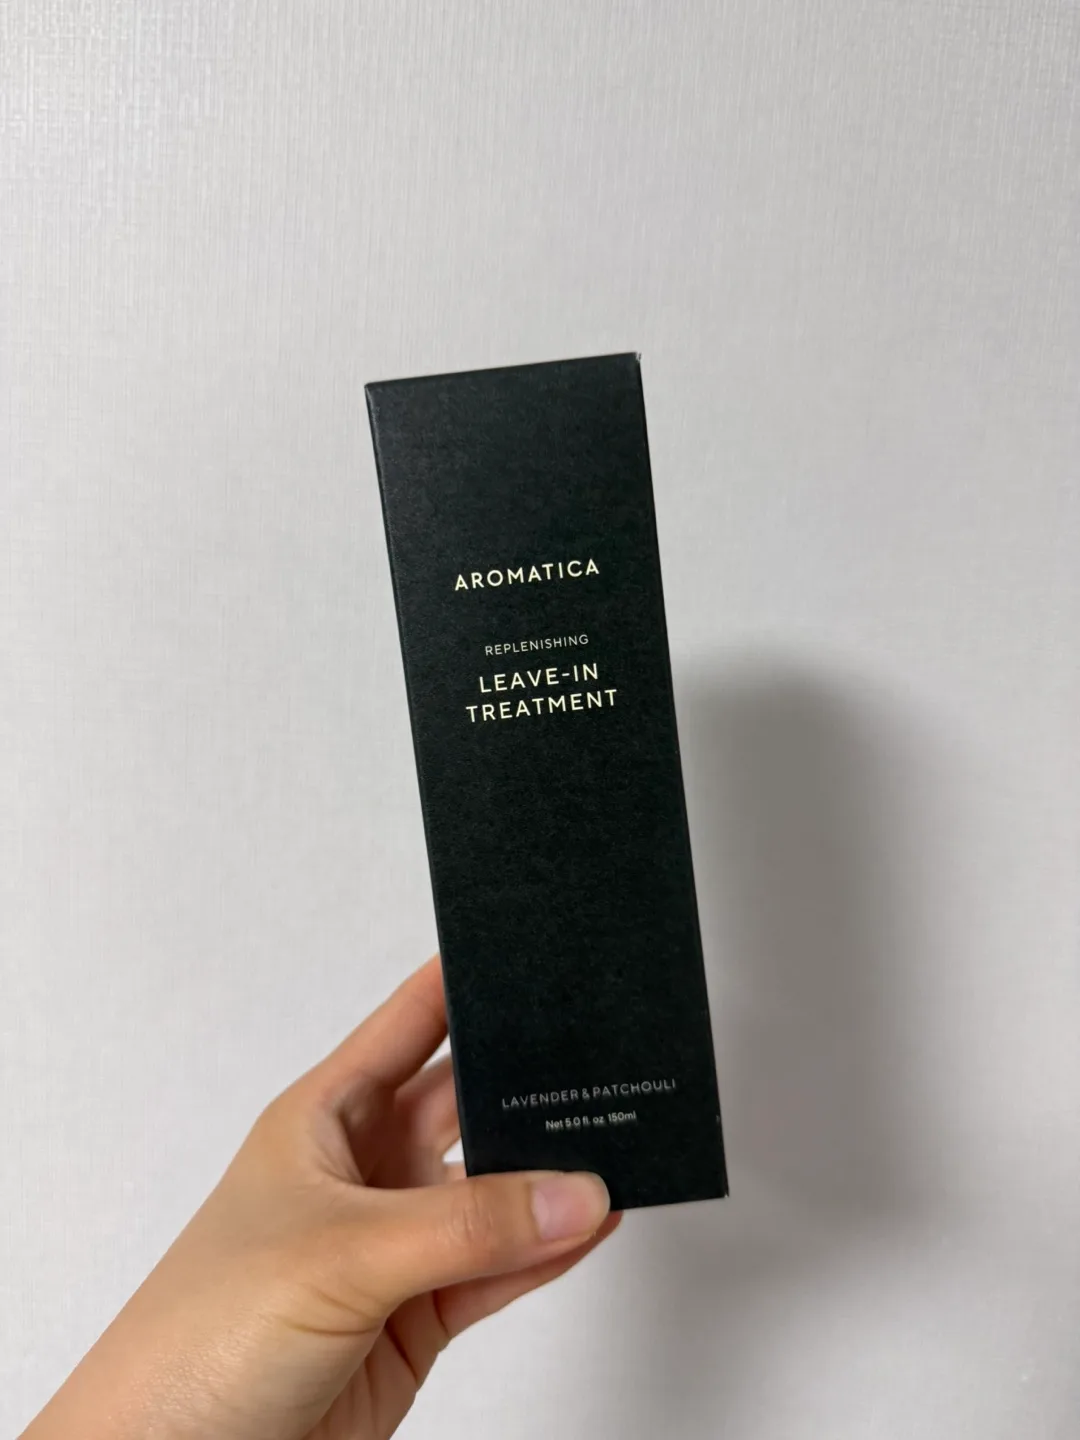 AROMATICA
REPLENISHING
LEAVE-IN
TREATMENT
LAVENDER & PATCHOULI
Net 5.0 fl. oz 150ml